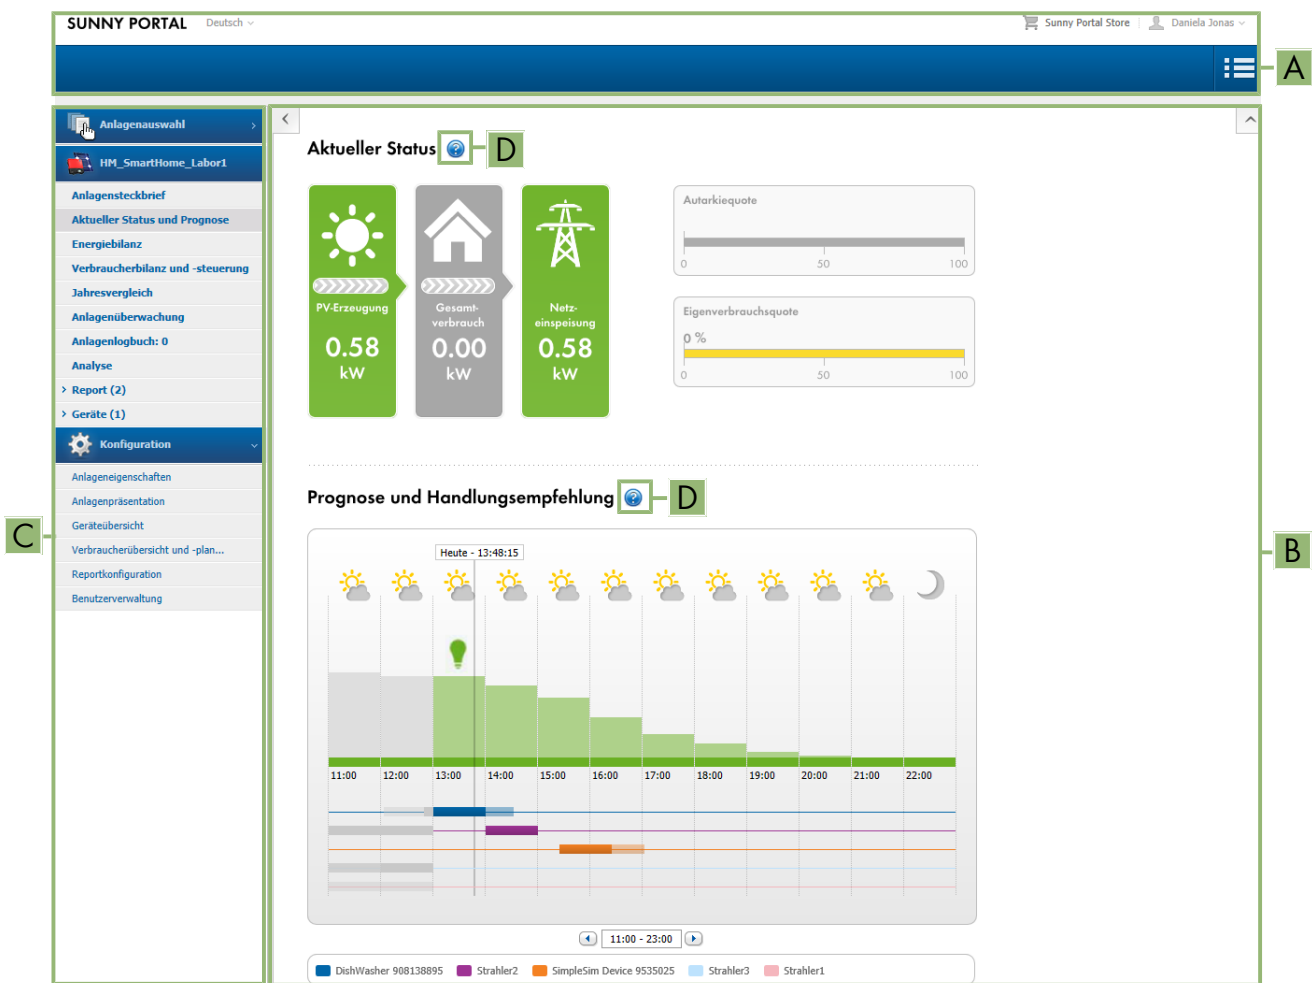 SUNNY PORTAL Deutsch
Sunny Portal Store Daniela Jonas
A
Anlagenauswahl
HM_SmartHome_Labor1
Anlagensteckbrief
Aktueller Status und Prognose
Energiebilanz
Verbraucherbilanz und -steuerung
Jahresvergleich
Anlagenüberwachung
Anlagenlogbuch: 0
Analyse
Report (2)
Geräte (1)
Konfiguration
Anlageneigenschaften
Anlagenpräsentation
Geräteübersicht
Verbraucherübersicht und -plan...
Reportkonfiguration
Benutzerverwaltung
C
Aktueller Status ? D
PV-Erzeugung
0.58
kW
Gesamt-
verbrauch
0.00
kW
Netz-
einspeisung
0.58
kW
Autarkiequote
0 50 100
Eigenverbrauchsquote
0 %
0 50 100
Prognose und Handlungsempfehlung ? D
B
Heute - 13:48:15
11:00 12:00 13:00 14:00 15:00 16:00 17:00 18:00 19:00 20:00 21:00 22:00
11:00 - 23:00
DishWasher 908138895 Strahler2 SimpleSim Device 9535025 Strahler3 Strahler1